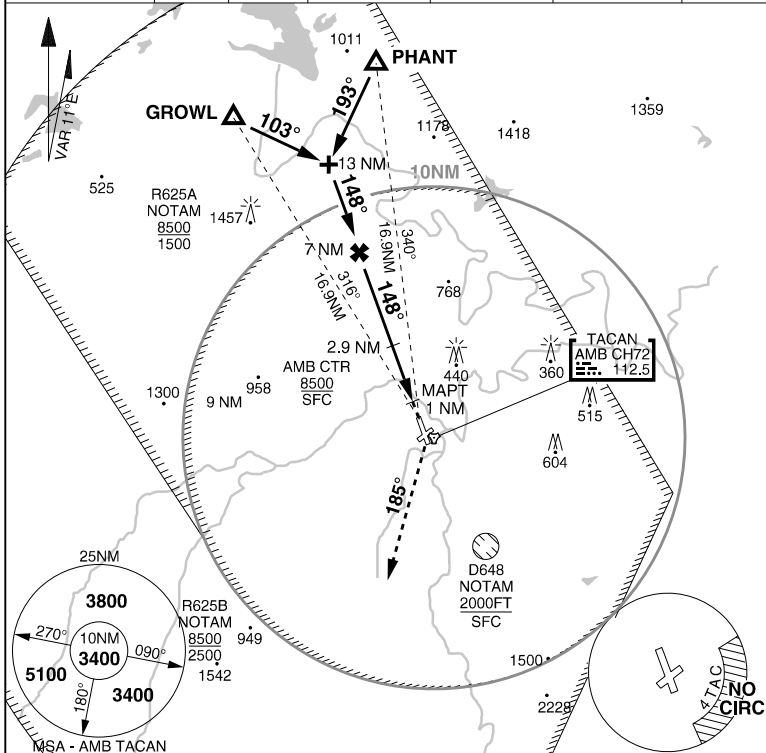 1011
PHANT
193°
GROWL
103°
VAR 11°E
1359
1178
1418
13 NM
10NM
525
148°
R625A
NOTAM
8500
1500
1457
340°
16.9NM
7 NM
316°
16.9NM
148°
768
2.9 NM
TACAN
AMB CH72
112.5
AMB CTR
8500
SFC
440
360
1300
9 NM
958
MAPT
1 NM
515
604
185°
D648
NOTAM
2000FT
SFC
25NM
3800
R625B
NOTAM
8500
2500
270°
10NM
3400
090°
949
1542
5100
180°
3400
1500
2228
4 TAC
NO
CIRC
MSA - AMB TACAN